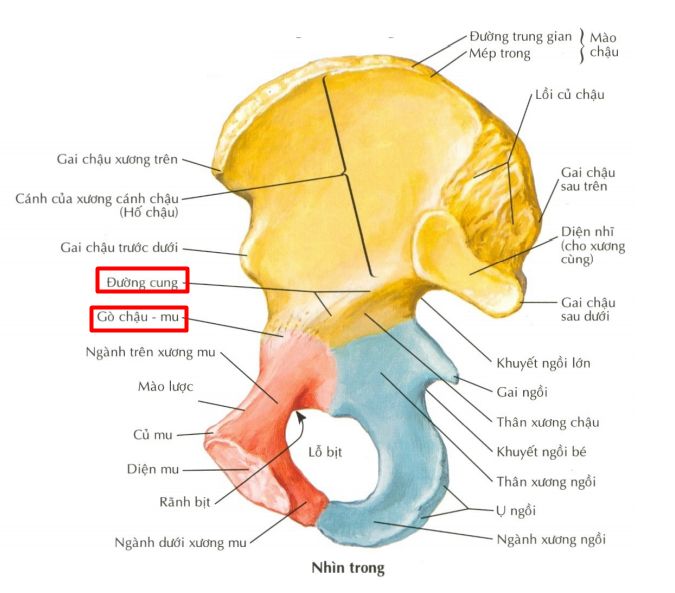 Đường trung gian
Mép trong
Mào
chậu
Lồi củ chậu
Gai chậu xương trên
Gai chậu
sau trên
Cánh của xương cánh chậu
(Hố chậu)
Gai chậu trước dưới
Diện nhĩ
(cho xương
cùng)
Đường cung
Gai chậu
sau dưới
Gò chậu - mu
Ngành trên xương mu
Khuyết ngồi lớn
Mào lược
Gai ngồi
Thân xương chậu
Củ mu
Lỗ bịt
Khuyết ngồi bé
Diện mu
Thân xương ngồi
Rãnh bịt
Ụ ngồi
Ngành dưới xương mu
Ngành xương ngồi
Nhìn trong